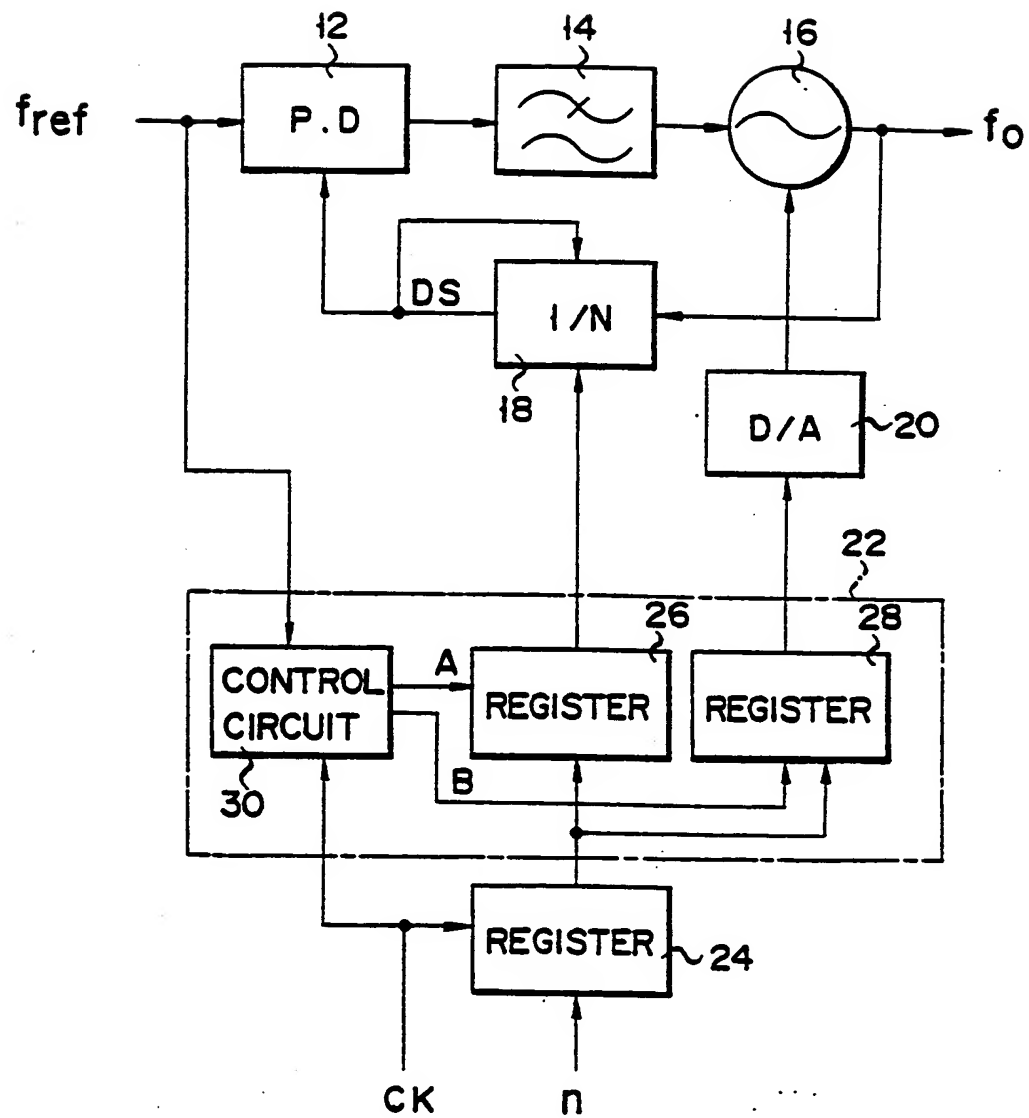 12
14
16
fref
P.D
fo
DS
1/N
18
D/A
20
22
26
28
CONTROL
CIRCUIT
A
REGISTER
REGISTER
30
B
REGISTER
24
CK
n